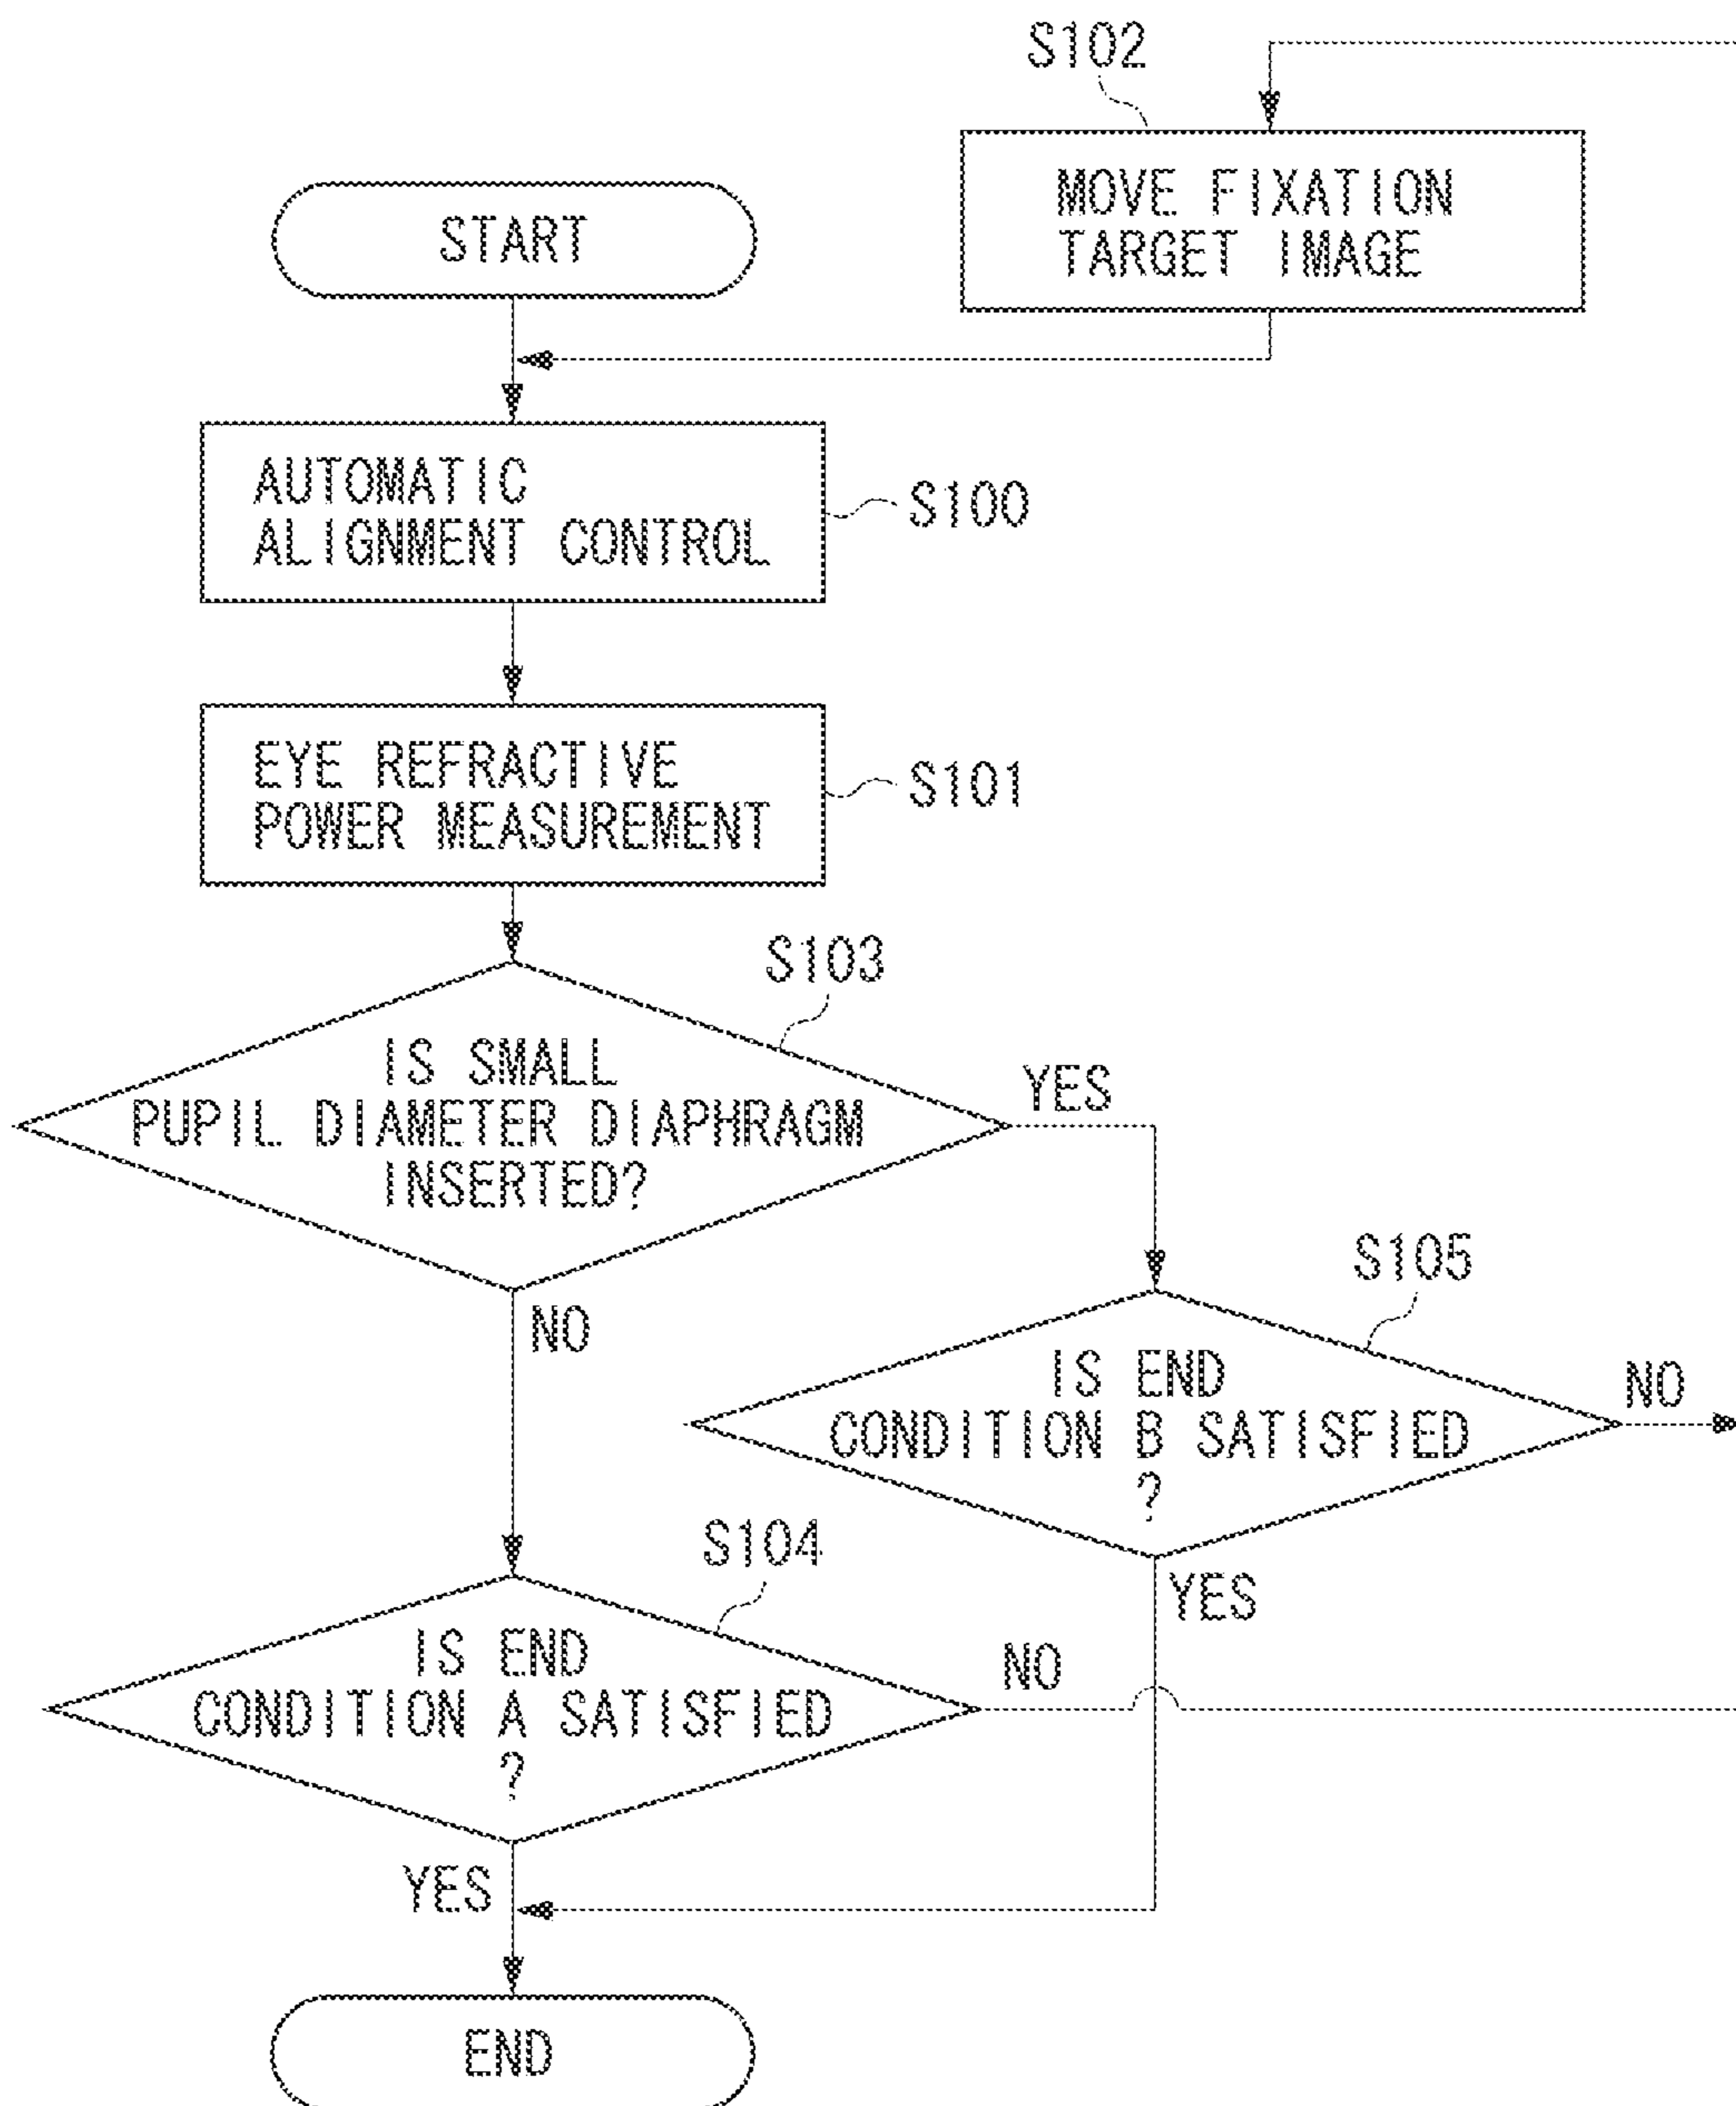 S102
MOVE FIXATION
TARGET IMAGE
START
AUTOMATIC
ALIGNMENT CONTROL
S100
EYE REFRACTIVE
POWER MEASUREMENT
S101
S103
IS SMALL
PUPIL DIAMETER DIAPHRAGM
INSERTED?
YES
NO
S105
IS END
CONDITION B SATISFIED
?
NO
YES
S104
IS END
CONDITION A SATISFIED
?
NO
YES
END